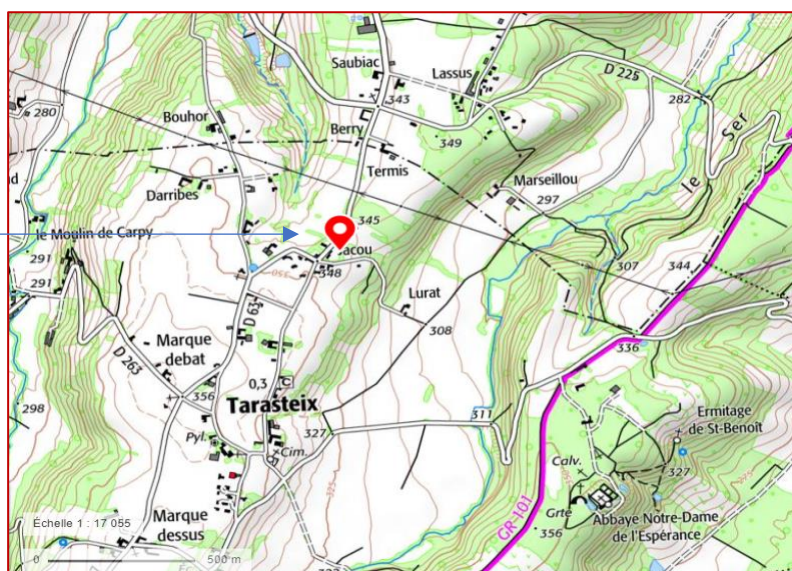 Saubiac
Lassus
D 225
343
282
280
Bouhor
Berry
349
le Ser
Termis
Darribes
Marseillou
297
345
le Moulin de Carpy
291
acou
348
307
344
291
D 63
Lurat
308
Marque
debat
336
D 263
0,3
C
356
Tarasteix
311
298
327
Ermitage
de St-Benoît
Pyl.
Cim.
Calv.
327
GR 101
Grte
Échelle 1 : 17 055
Marque
dessus
356
Abbaye Notre-Dame
de l'Espérance
0
500 m